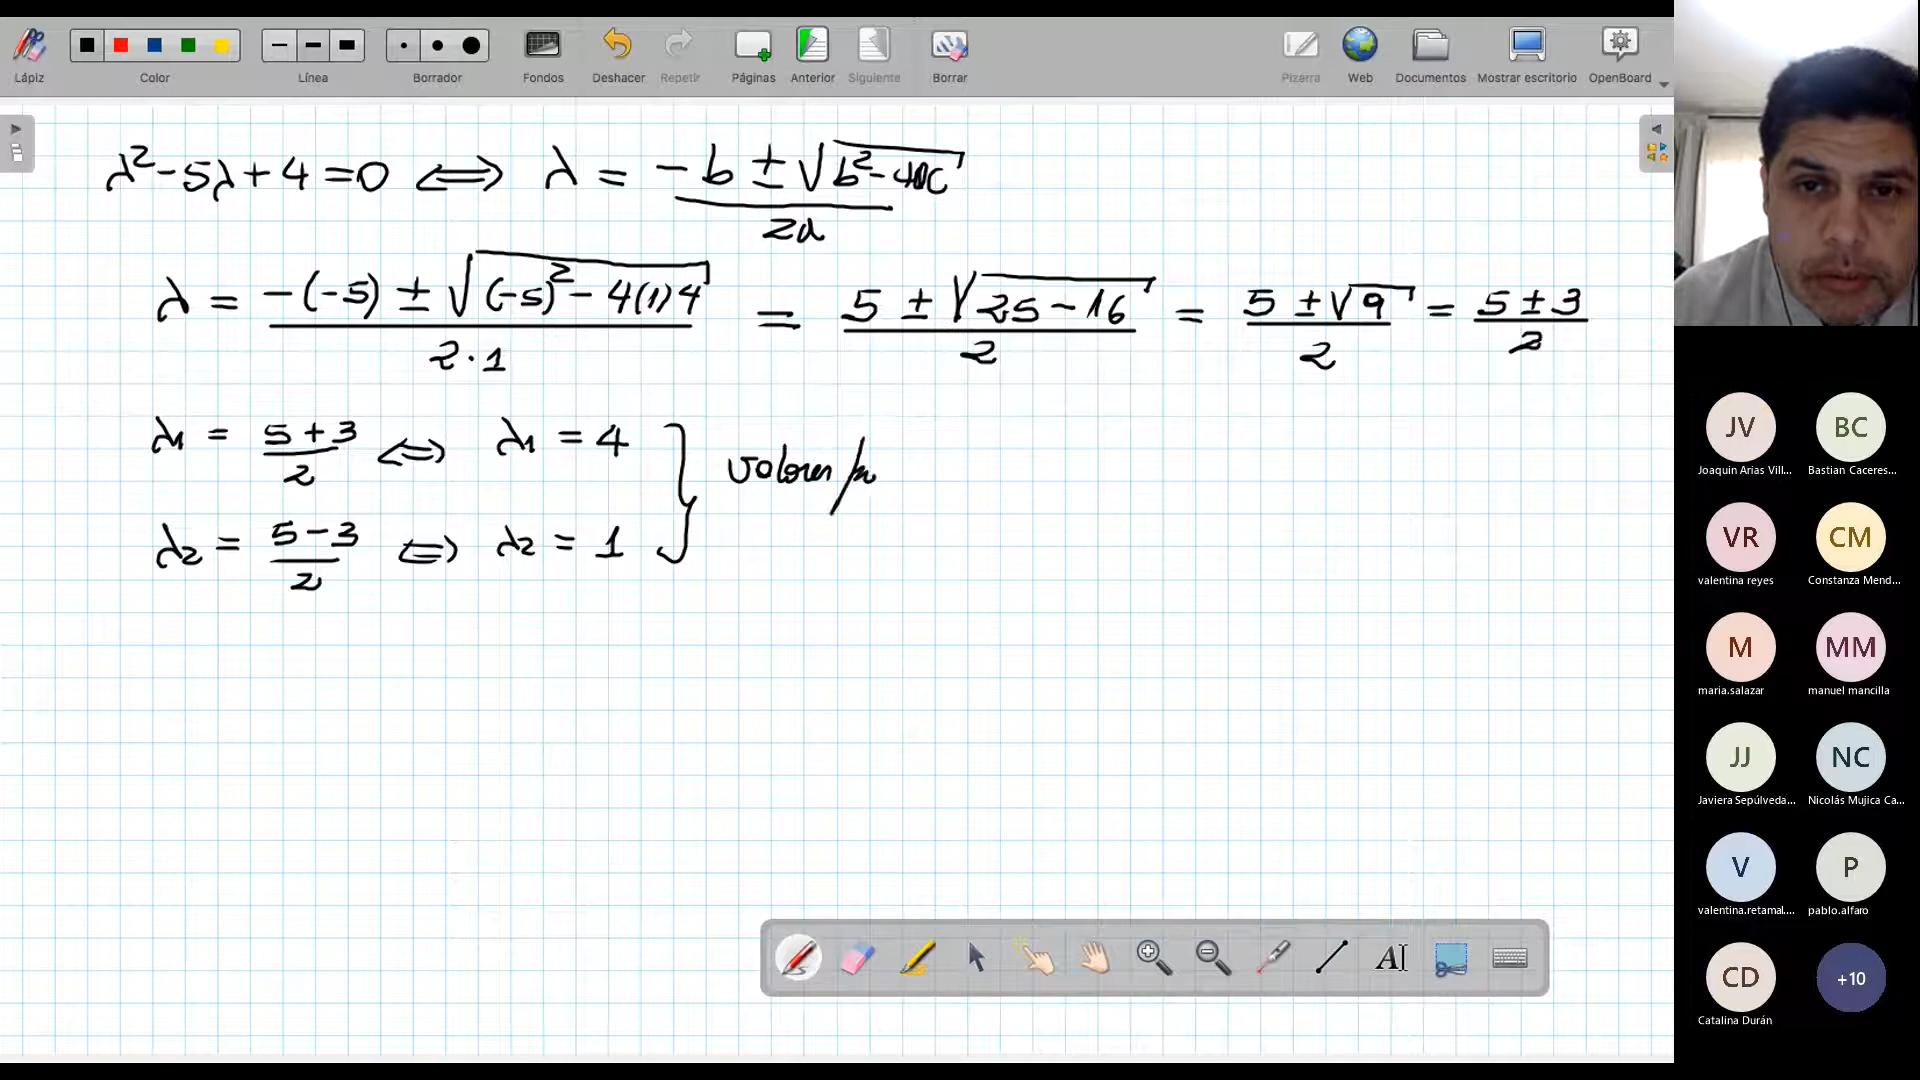 Lápiz Color Línea Borrador Fondos Deshacer Repetir Páginas Anterior Siguiente Borrar Pizarra Web Documentos Mostrar escritorio OpenBoard
λ² - 5λ + 4 = 0 ⟺ λ = (-b ± √(b² - 4ac)) / 2a
λ = (-(-5) ± √((-5)² - 4(1)4)) / 2·1 = (5 ± √(25 - 16)) / 2 = (5 ± √9) / 2 = (5 ± 3) / 2
λ1 = (5 + 3) / 2 ⟺ λ1 = 4 } valores
λ2 = (5 - 3) / 2 ⟺ λ2 = 1
JV BC
Joaquin Arias Vill... Bastian Caceres...
VR CM
valentina reyes Constanza Mend...
M MM
maria.salazar manuel mancilla
JJ NC
Javiera Sepúlveda... Nicolás Mujica Ca...
V P
valentina.retamal.... pablo.alfaro
CD +10
Catalina Durán
A